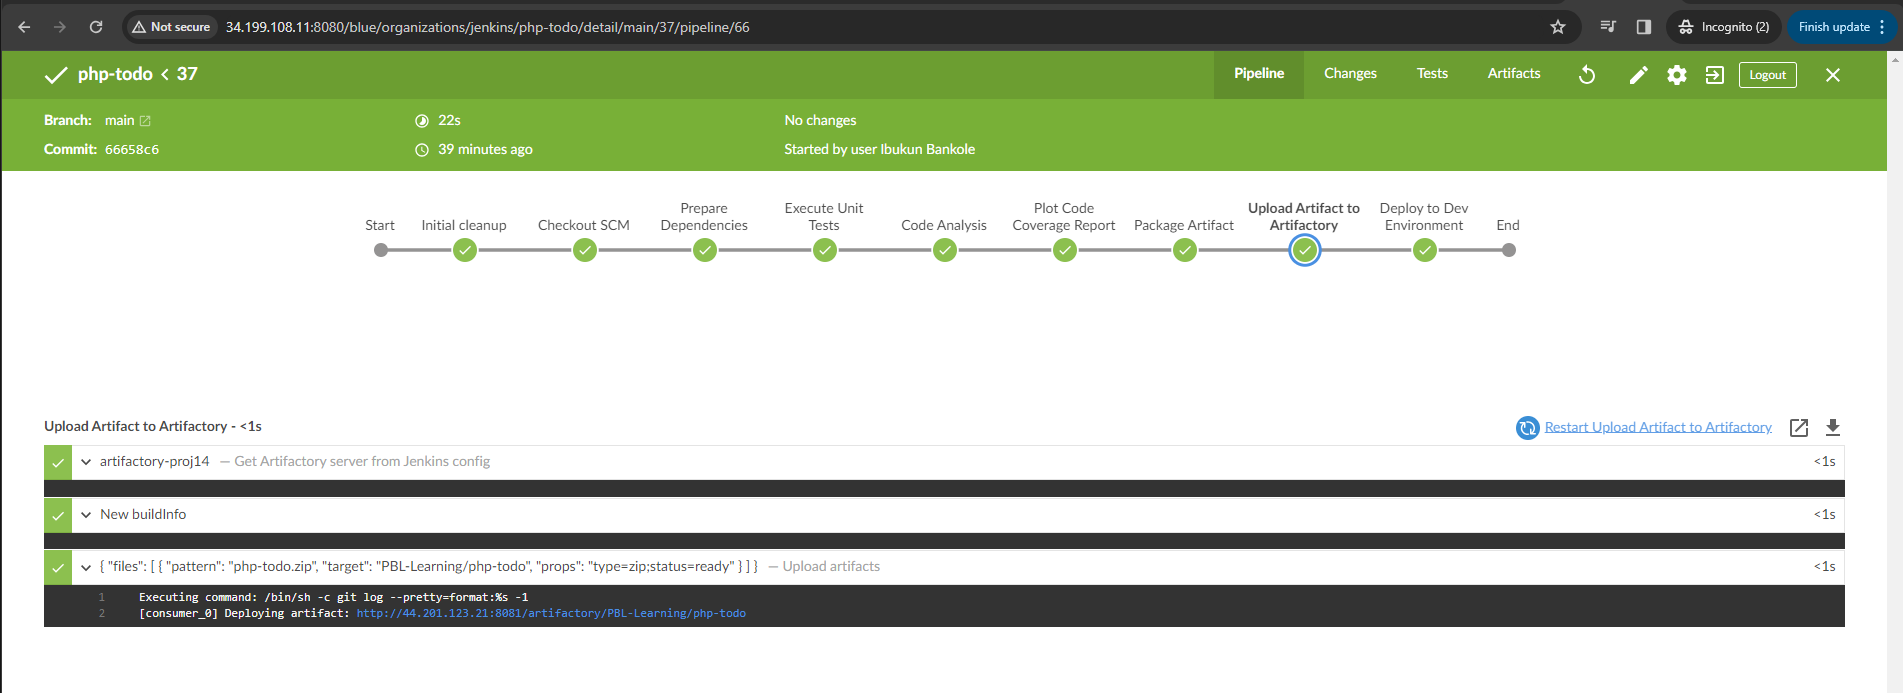 Not secure
34.199.108.11:8080/blue/organizations/jenkins/php-todo/detail/main/37/pipeline/66
Incognito (2)
Finish update
php-todo < 37
Pipeline
Changes
Tests
Artifacts
Logout
Branch: main
22s
No changes
Commit: 66658c6
39 minutes ago
Started by user Ibukun Bankole
Start
Initial cleanup
Checkout SCM
Prepare
Dependencies
Execute Unit
Tests
Code Analysis
Plot Code
Coverage Report
Package Artifact
Upload Artifact to
Artifactory
Deploy to Dev
Environment
End
Upload Artifact to Artifactory - <1s
Restart Upload Artifact to Artifactory
artifactory-proj14 — Get Artifactory server from Jenkins config
<1s
New buildInfo
<1s
{ "files": [ { "pattern": "php-todo.zip", "target": "PBL-Learning/php-todo", "props": "type=zip;status=ready" } ] } — Upload artifacts
<1s
1 Executing command: /bin/sh -c git log --pretty=format:%s -1
2 [consumer_0] Deploying artifact: http://44.201.123.21:8081/artifactory/PBL-Learning/php-todo